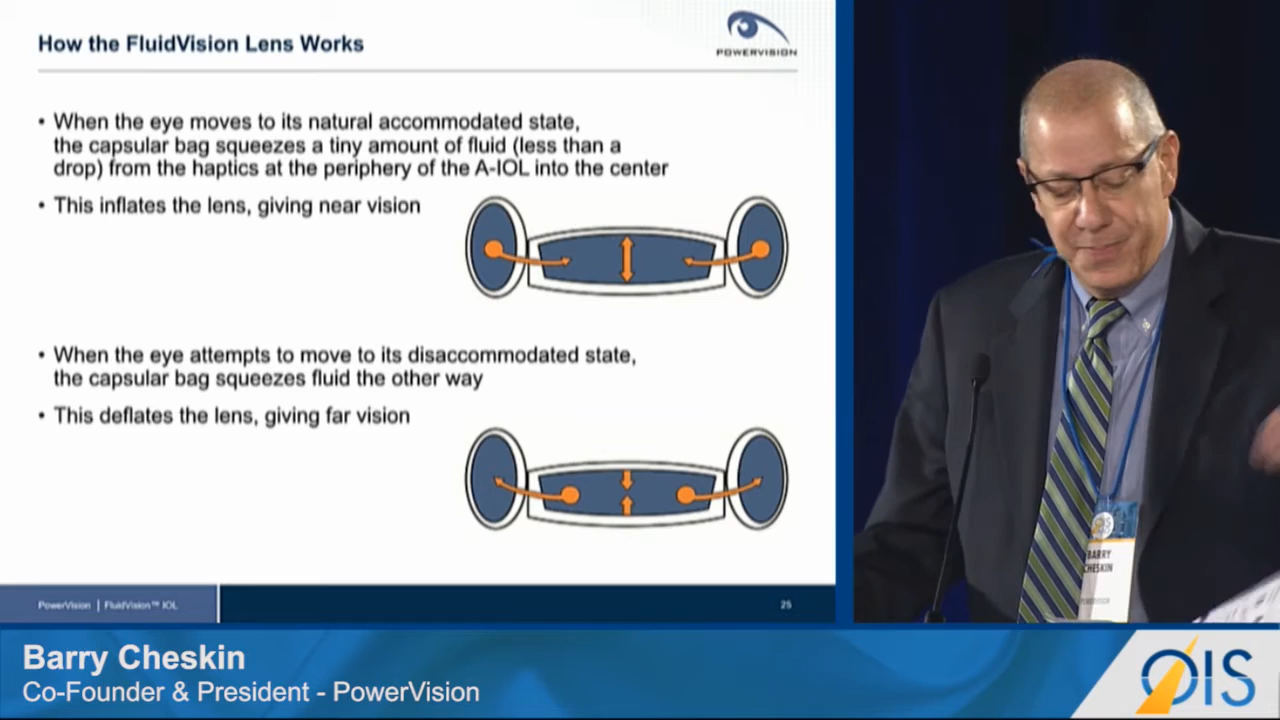 How the FluidVision Lens Works
POWERVISION
• When the eye moves to its natural accommodated state,
the capsular bag squeezes a tiny amount of fluid (less than a
drop) from the haptics at the periphery of the A-IOL into the center
• This inflates the lens, giving near vision
• When the eye attempts to move to its disaccommodated state,
the capsular bag squeezes fluid the other way
• This deflates the lens, giving far vision
PowerVision | FluidVision™ IOL
25
BARRY
CHESKIN
Barry Cheskin
Co-Founder & President - PowerVision
OIS